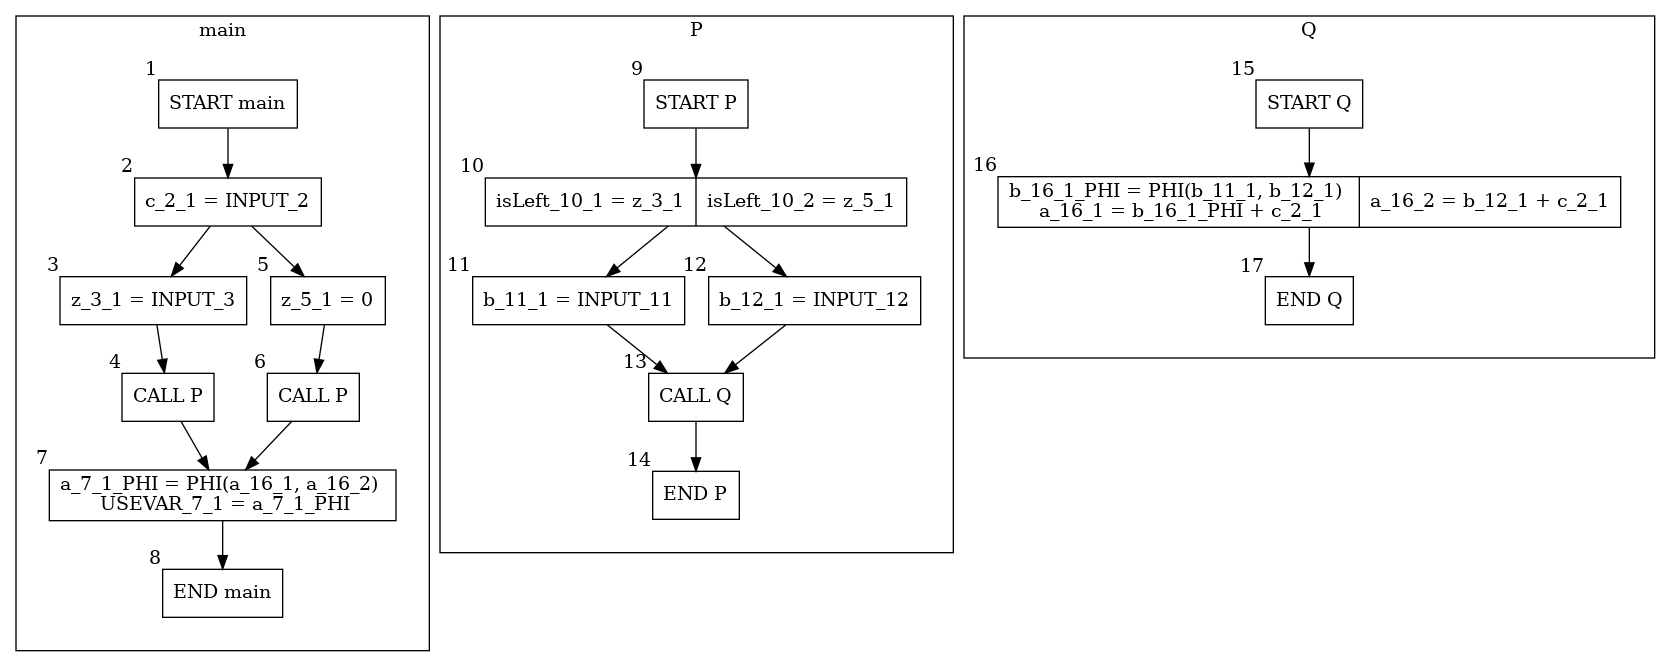 main
1
START main
2
c_2_1 = INPUT_2
3
z_3_1 = INPUT_3
5
z_5_1 = 0
4
CALL P
6
CALL P
7
a_7_1_PHI = PHI(a_16_1, a_16_2)
USEVAR_7_1 = a_7_1_PHI
8
END main
P
9
START P
10
isLeft_10_1 = z_3_1
isLeft_10_2 = z_5_1
11
b_11_1 = INPUT_11
12
b_12_1 = INPUT_12
13
CALL Q
14
END P
Q
15
START Q
16
b_16_1_PHI = PHI(b_11_1, b_12_1)
a_16_1 = b_16_1_PHI + c_2_1
a_16_2 = b_12_1 + c_2_1
17
END Q